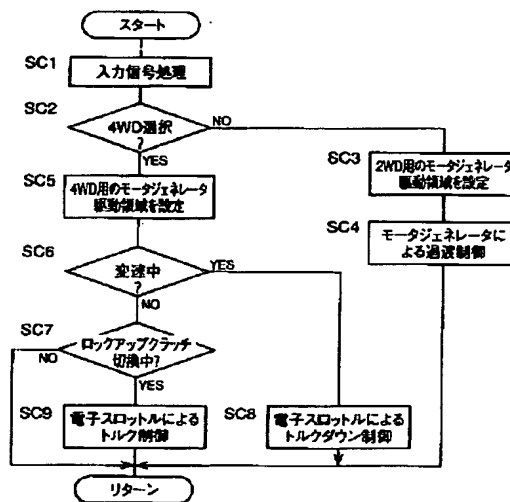 スタート
SC1
入力信号処理
SC2
4WD選択
?
NO
YES
SC3
2WD用のモータジェネレータ
駆動領域を設定
SC5
4WD用のモータジェネレータ
駆動領域を設定
SC4
モータジェネレータに
よる過渡制御
SC6
変速中
?
YES
NO
SC7
ロックアップクラッチ
切換中?
NO
YES
SC9
電子スロットルによる
トルク制御
SC8
電子スロットルによる
トルクダウン制御
リターン